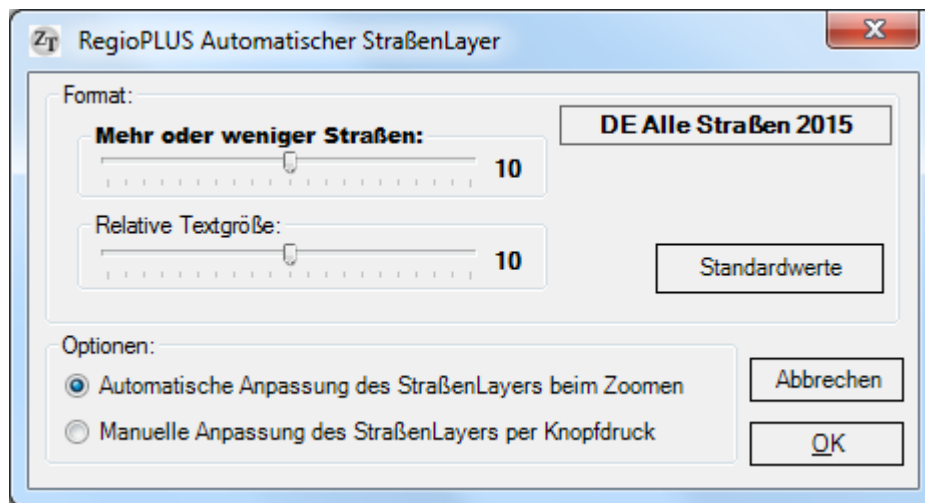 ZT RegioPLUS Automatischer StraßenLayer
Format:
Mehr oder weniger Straßen:
10
DE Alle Straßen 2015
Relative Textgröße:
10
Standardwerte
Optionen:
Automatische Anpassung des StraßenLayers beim Zoomen
Manuelle Anpassung des StraßenLayers per Knopfdruck
Abbrechen
OK